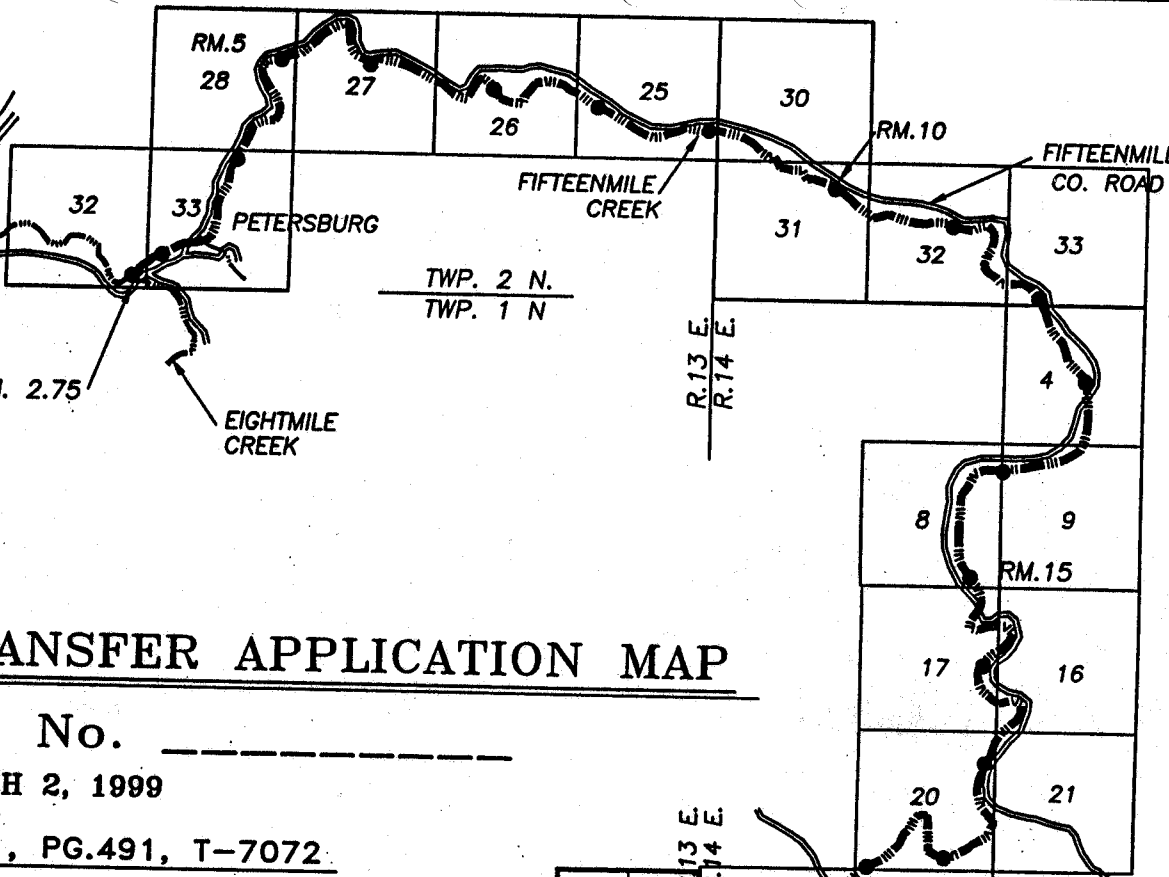 RM.5
28
27
26
25
30
RM.10
FIFTEENMILE
CO. ROAD
FIFTEENMILE
CREEK
32
33
PETERSBURG
31
32
33
TWP. 2 N.
TWP. 1 N
R.13 E.
R.14 E.
4
2.75
EIGHTMILE
CREEK
8
9
RM.15
ANSFER APPLICATION MAP
17
16
No.
H 2, 1999
20
21
, PG.491, T-7072
13 E.
14 E.